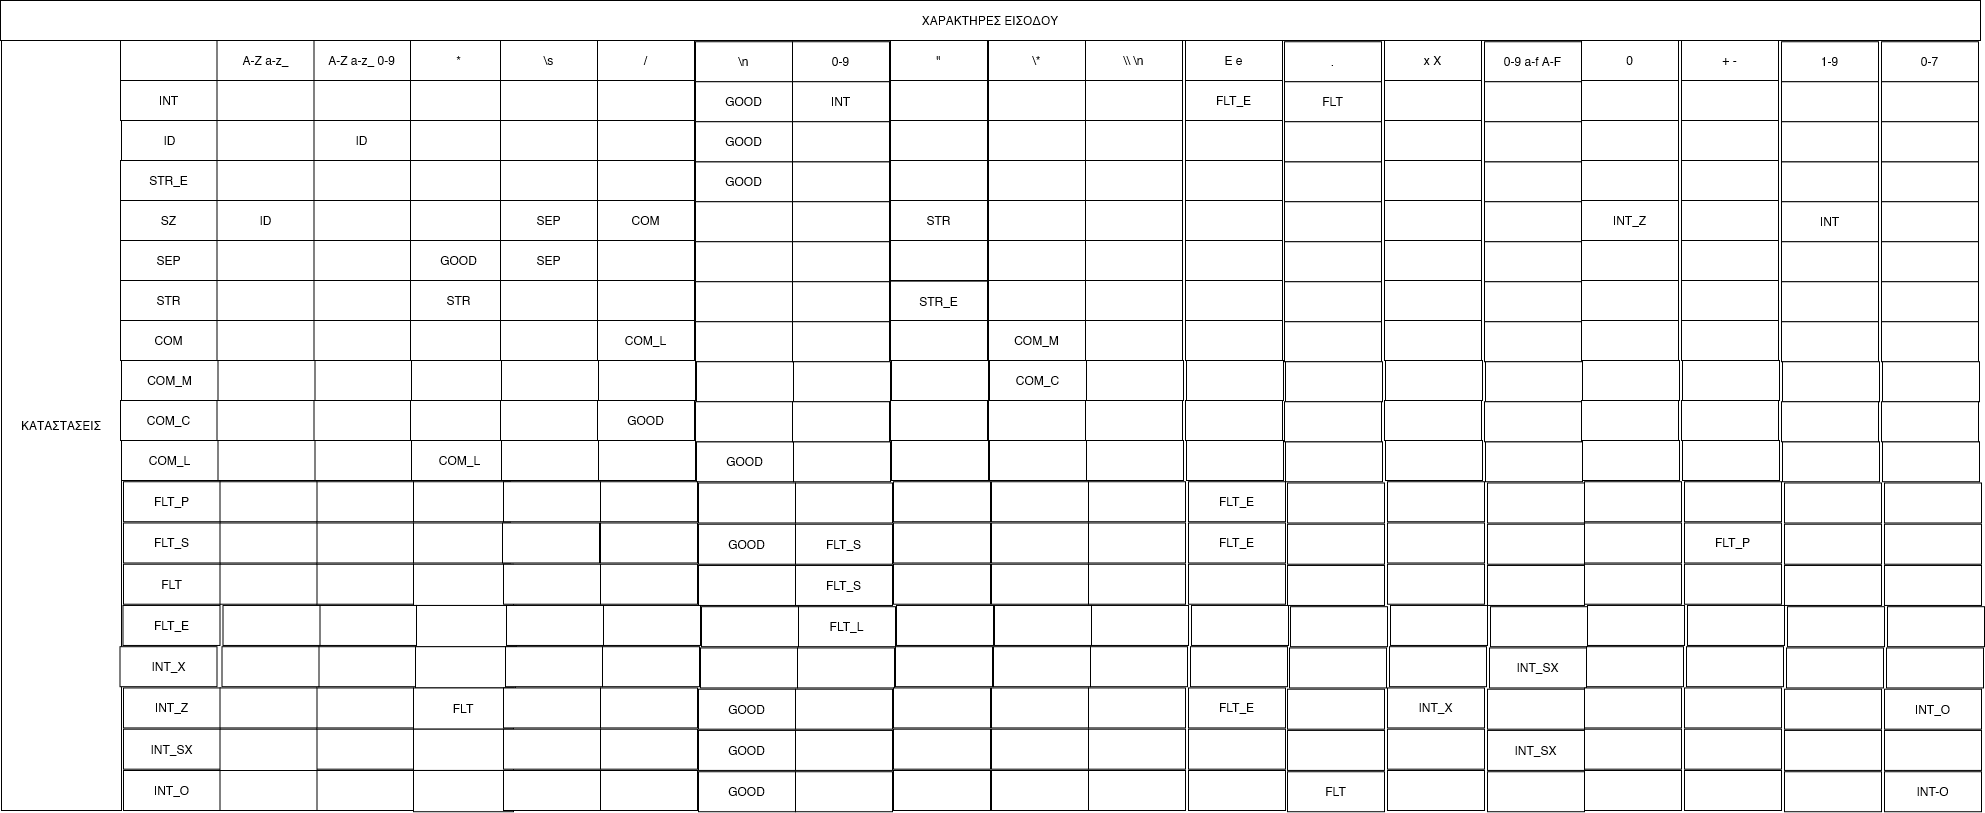 ΧΑΡΑΚΤΗΡΕΣ ΕΙΣΟΔΟΥ
A-Z a-z_ A-Z a-z_ 0-9 * \s / \n 0-9 " \* \\ \n E e . x X 0-9 a-f A-F 0 + - 1-9 0-7
INT GOOD INT FLT_E FLT
ID ID GOOD
STR_E GOOD
SZ ID SEP COM STR INT_Z INT
SEP GOOD SEP
STR STR STR_E
COM COM_L COM_M
COM_M COM_C
ΚΑΤΑΣΤΑΣΕΙΣ
COM_C GOOD
COM_L COM_L GOOD
FLT_P FLT_E
FLT_S GOOD FLT_S FLT_E FLT_P
FLT FLT_S
FLT_E FLT_L
INT_X INT_SX
INT_Z FLT GOOD FLT_E INT_X INT_O
INT_SX GOOD INT_SX
INT_O GOOD FLT INT-O